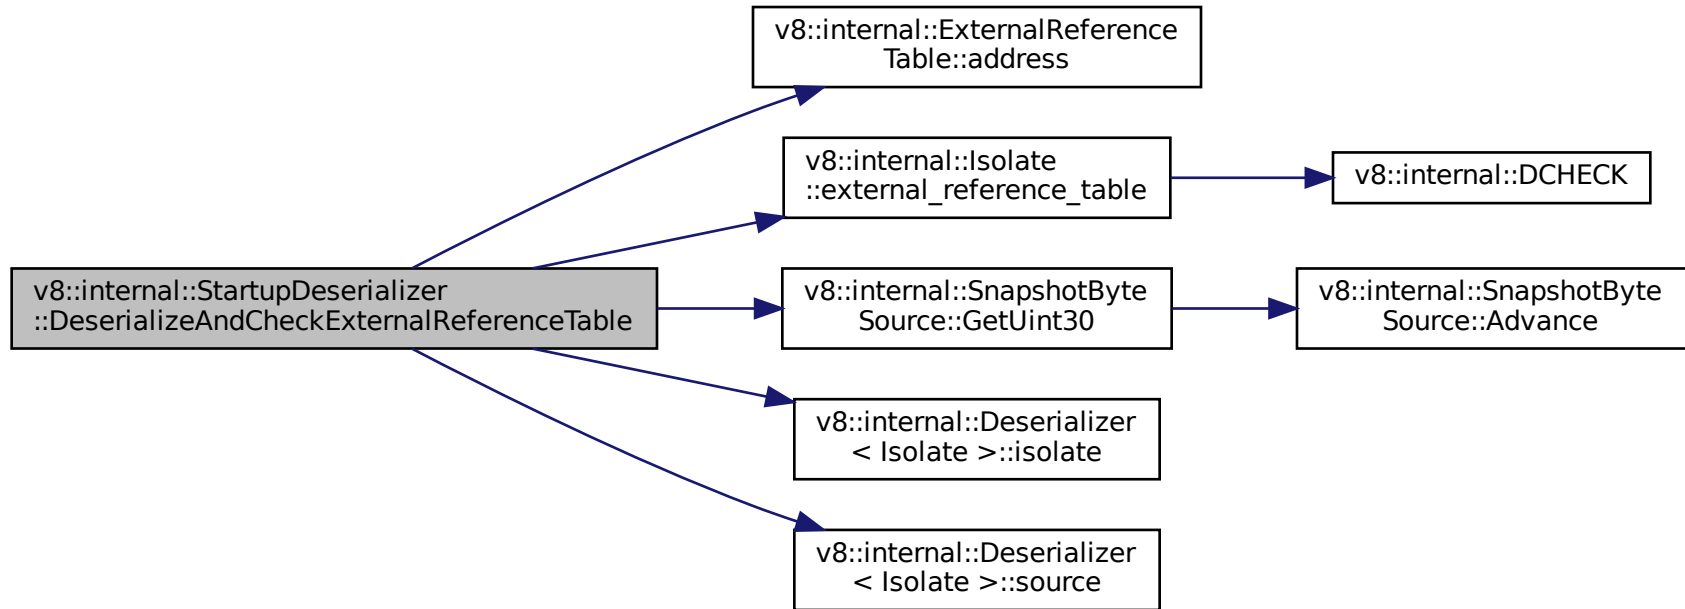 v8::internal::ExternalReference
Table::address
v8::internal::Isolate
::external_reference_table
v8::internal::DCHECK
v8::internal::StartupDeserializer
::DeserializeAndCheckExternalReferenceTable
v8::internal::SnapshotByte
Source::GetUint30
v8::internal::SnapshotByte
Source::Advance
v8::internal::Deserializer
< Isolate >::isolate
v8::internal::Deserializer
< Isolate >::source